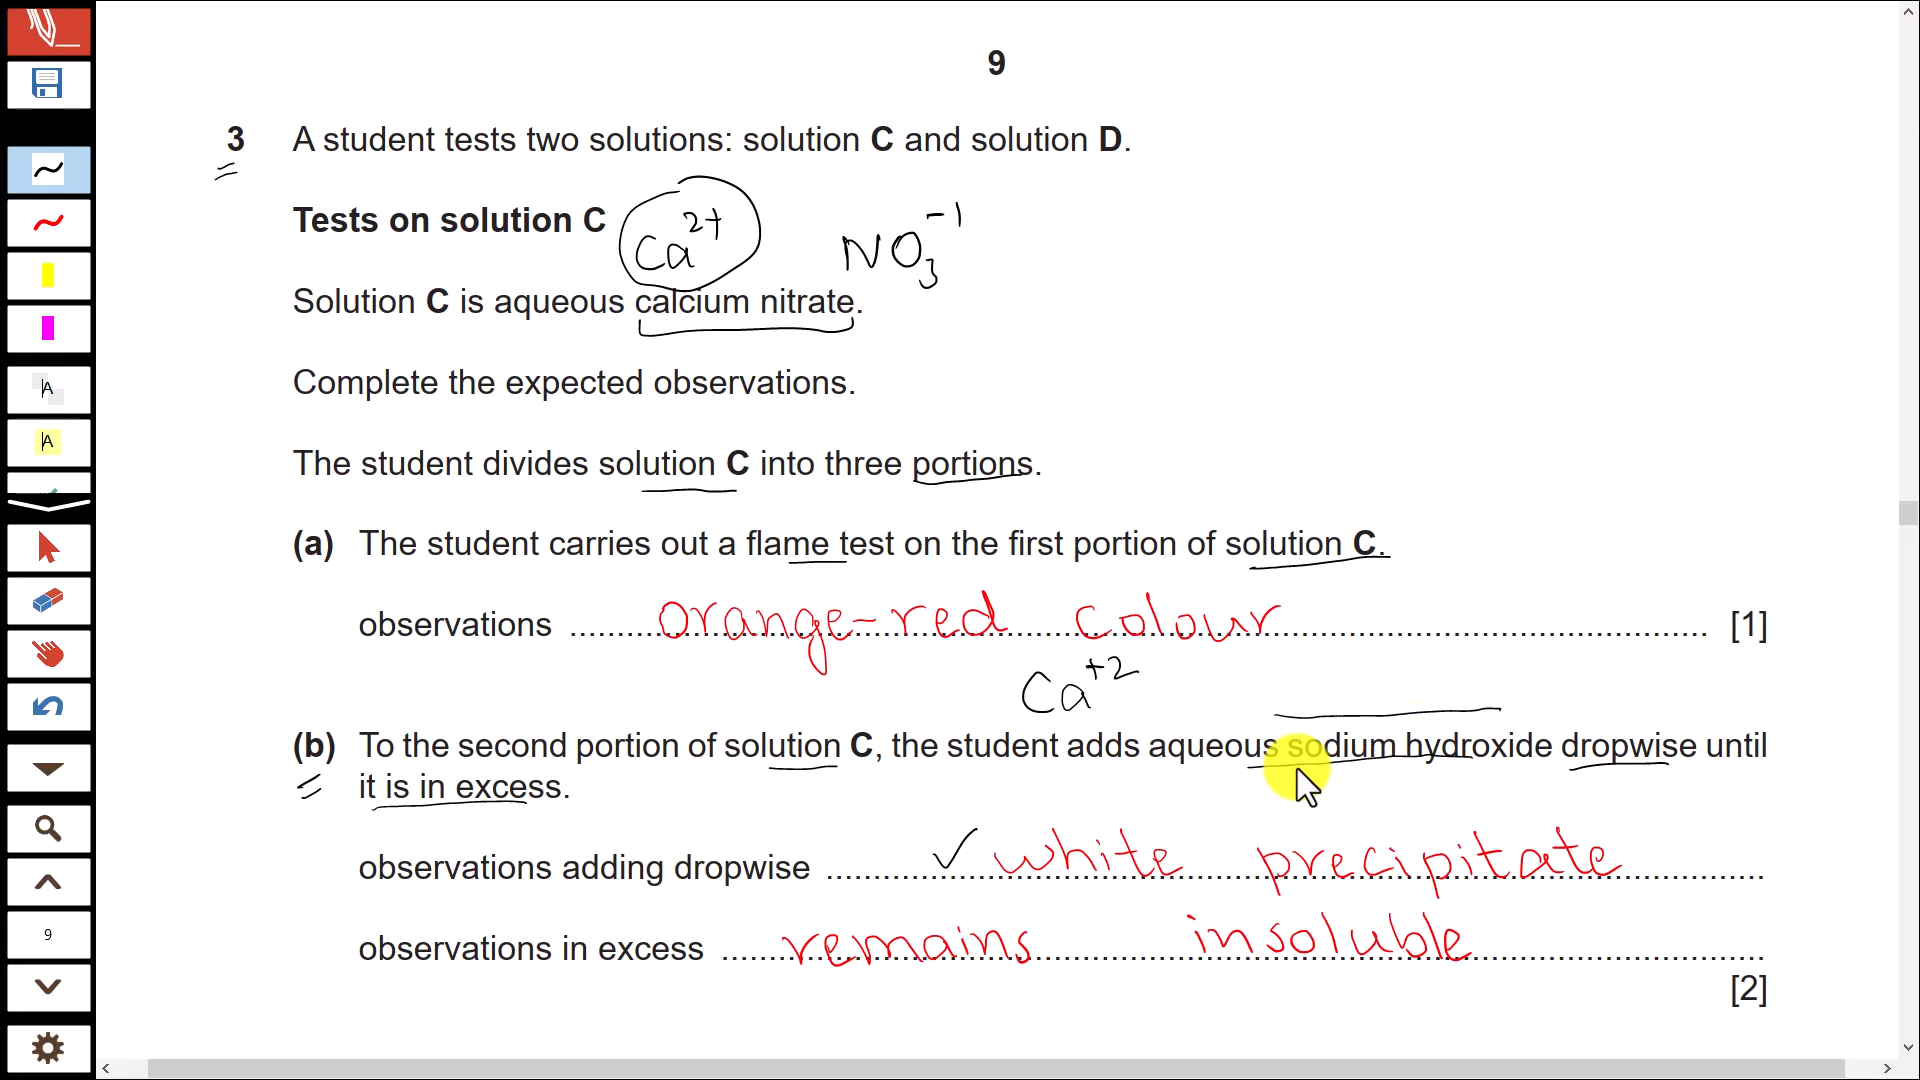 9
3 A student tests two solutions: solution C and solution D.
Tests on solution C Ca2+ NO3-1
Solution C is aqueous calcium nitrate.
Complete the expected observations.
The student divides solution C into three portions.
(a) The student carries out a flame test on the first portion of solution C.
observations ........ orange-red colour ........ [1]
Ca+2
(b) To the second portion of solution C, the student adds aqueous sodium hydroxide dropwise until
it is in excess.
observations adding dropwise ........ ✓ white precipitate ........
observations in excess ........ remains insoluble ........
[2]
A
A
9